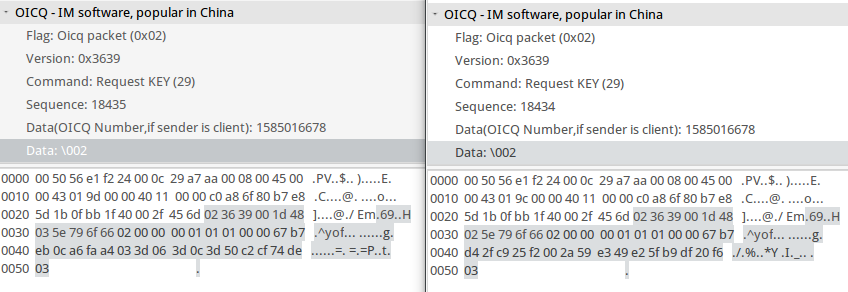 OICQ - IM software, popular in China
Flag: Oicq packet (0x02)
Version: 0x3639
Command: Request KEY (29)
Sequence: 18435
Data(OICQ Number,if sender is client): 1585016678
Data: \002
0000 00 50 56 e1 f2 24 00 0c 29 a7 aa 00 08 00 45 00 .PV..$.. ).....E.
0010 00 43 01 9d 00 00 40 11 00 00 c0 a8 6f 80 b7 e8 .C....@. ....o...
0020 5d 1b 0f bb 1f 40 00 2f 45 6d 02 36 39 00 1d 48 ]....@./ Em.69..H
0030 03 5e 79 6f 66 02 00 00 00 01 01 01 00 00 67 b7 .^yof... ......g.
0040 eb 0c a6 fa a4 03 3d 06 3d 0c 3d 50 c2 cf 74 de ......=. =.=P..t.
0050 03 .
OICQ - IM software, popular in China
Flag: Oicq packet (0x02)
Version: 0x3639
Command: Request KEY (29)
Sequence: 18434
Data(OICQ Number,if sender is client): 1585016678
Data: \002
0000 00 50 56 e1 f2 24 00 0c 29 a7 aa 00 08 00 45 00 .PV..$.. ).....E.
0010 00 43 01 9c 00 00 40 11 00 00 c0 a8 6f 80 b7 e8 .C....@. ....o...
0020 5d 1b 0f bb 1f 40 00 2f 45 6d 02 36 39 00 1d 48 ]....@./ Em.69..H
0030 02 5e 79 6f 66 02 00 00 00 01 01 01 00 00 67 b7 .^yof... ......g.
0040 d4 2f c9 25 f2 00 2a 59 e3 49 e2 5f b9 df 20 f6 ./.%..*Y .I._.. .
0050 03 .